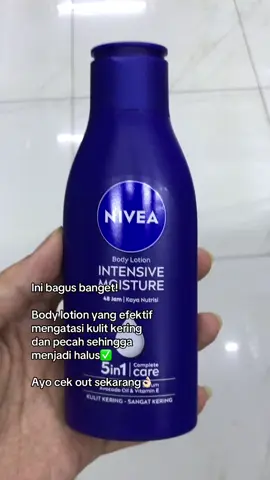 NIVEA
Body Lotion
INTENSIVE
MOISTURE
48 Jam | Kaya Nutrisi
Ini bagus banget!
Body lotion yang efektif
mengatasi kulit kering
dan pecah sehingga
menjadi halus✅
5in1 | Complete care
Ayo cek out sekarang👌🏻
Avocado Oil & Vitamin E
KULIT KERING - SANGAT KERING